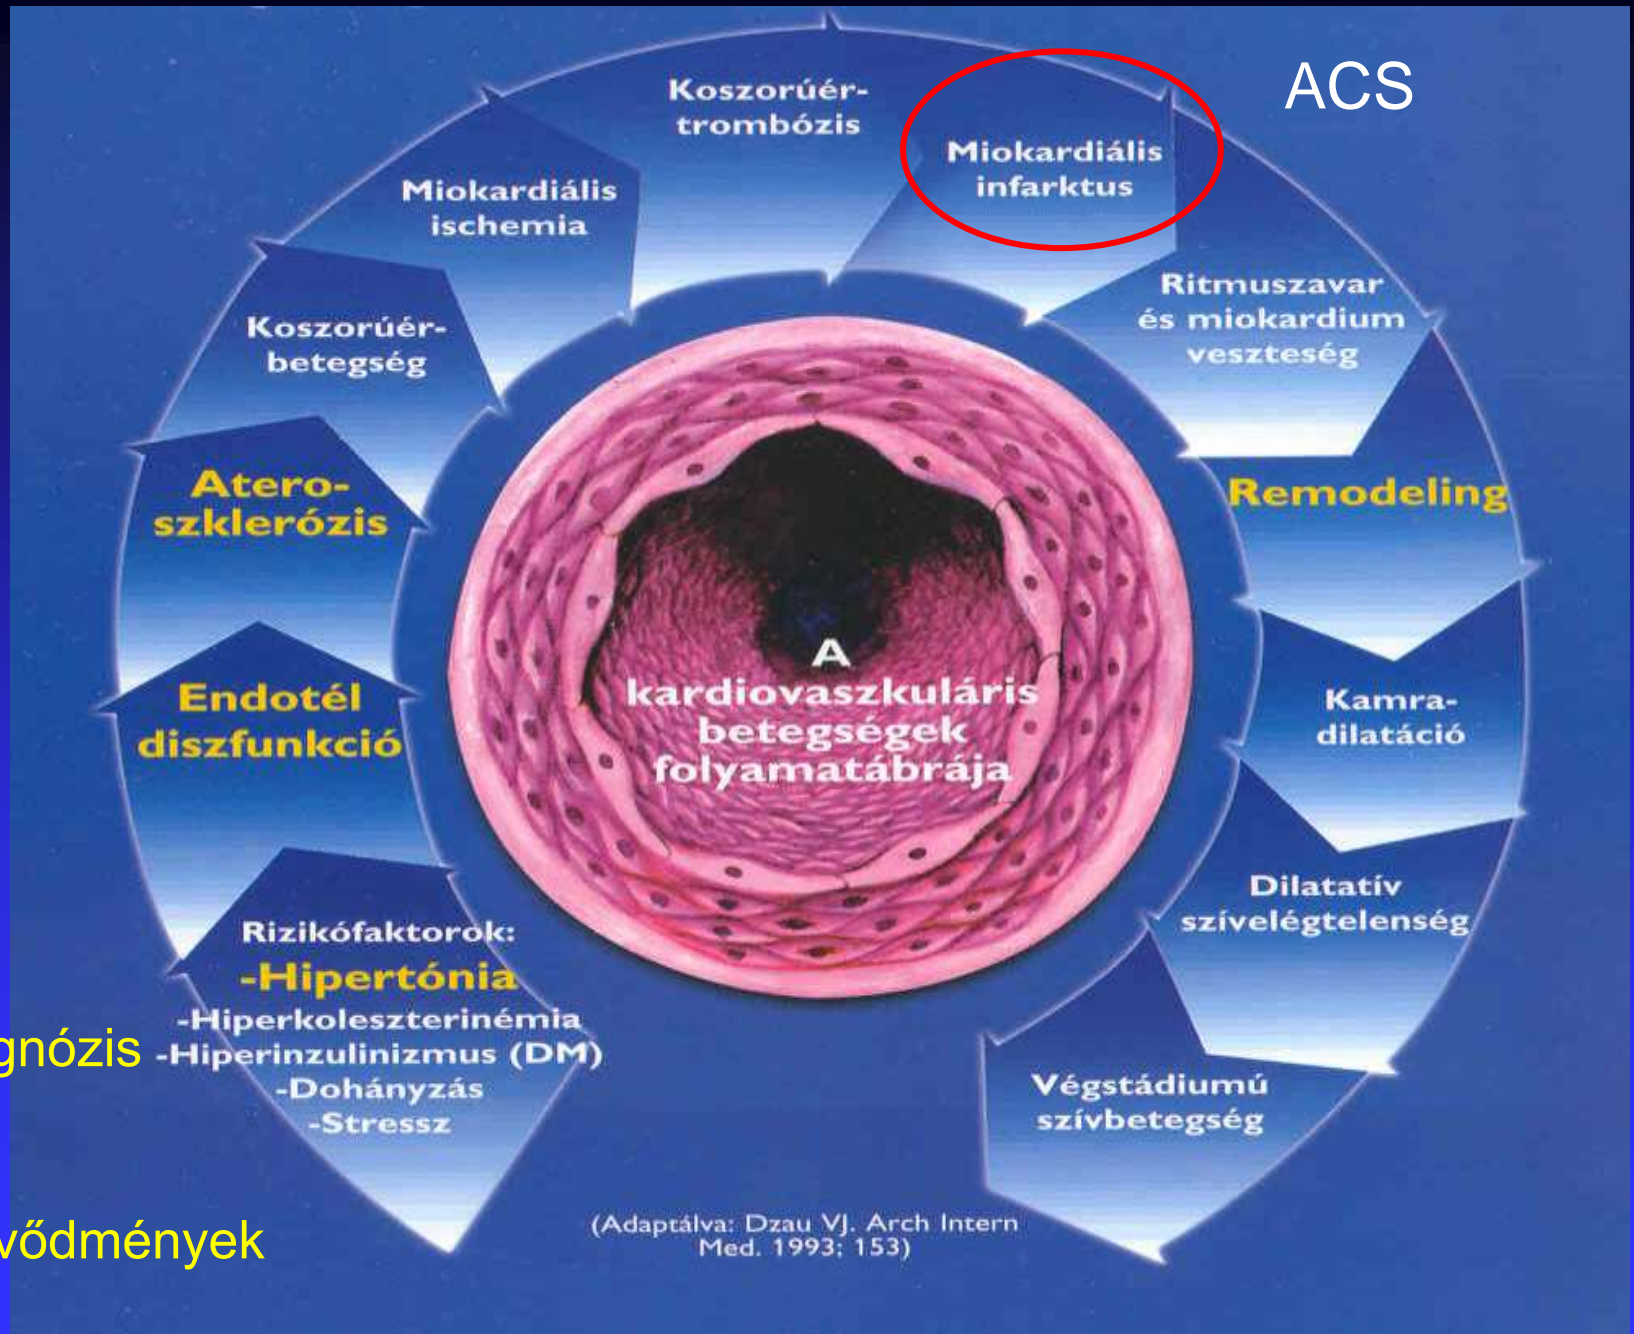 ACS
Koszorúér-
trombózis
Miokardiális
infarktus
Miokardiális
ischemia
Ritmuszavar
és miokardium
veszteség
Koszorúér-
betegség
Atero-
szklerózis
Remodeling
Endotél
diszfunkció
Kamra-
dilatáció
A
kardiovaszkuláris
betegségek
folyamatábrája
Dilatatív
szívelégtelenség
Rizikófaktorok:
-Hipertónia
-Hiperkoleszterinémia
-Hiperinzulinizmus (DM)
-Dohányzás
-Stressz
gnózis
Végstádiumú
szívbetegség
vődmények
(Adaptálva: Dzau VJ. Arch Intern
Med. 1993; 153)